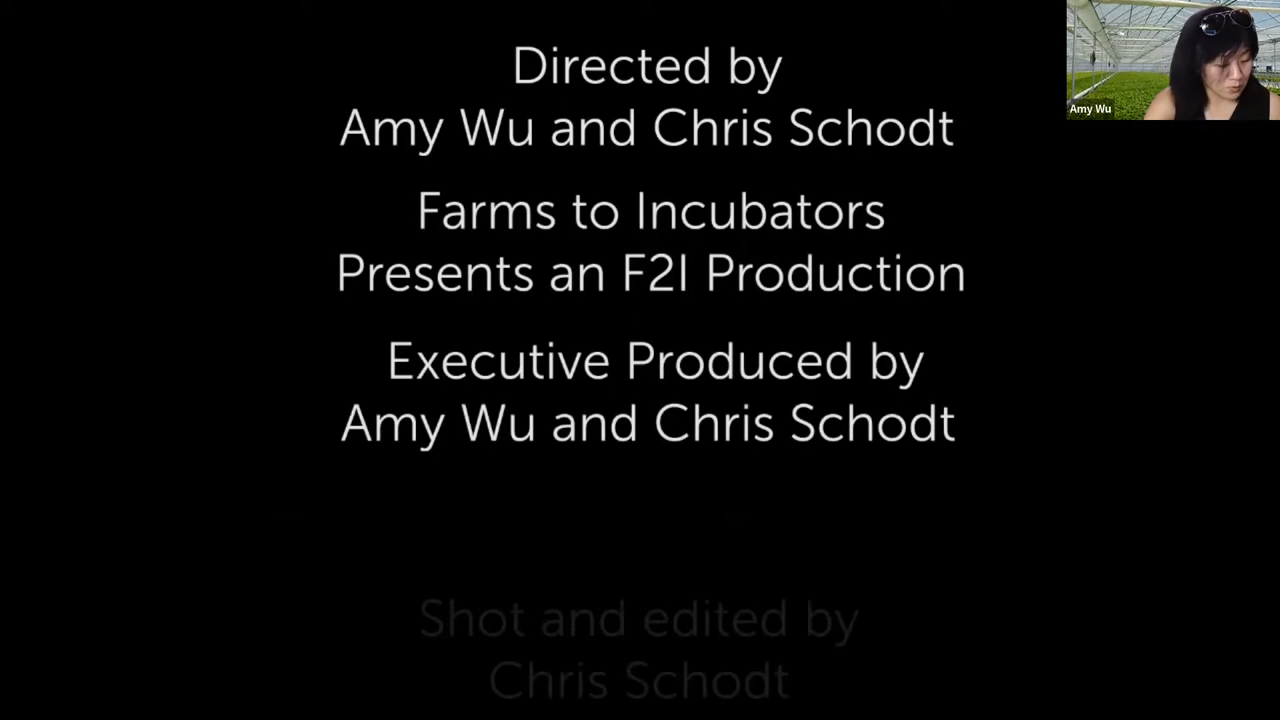 Directed by
Amy Wu and Chris Schodt
Farms to Incubators
Presents an F2I Production
Executive Produced by
Amy Wu and Chris Schodt
Shot and edited by
Chris Schodt
Amy Wu